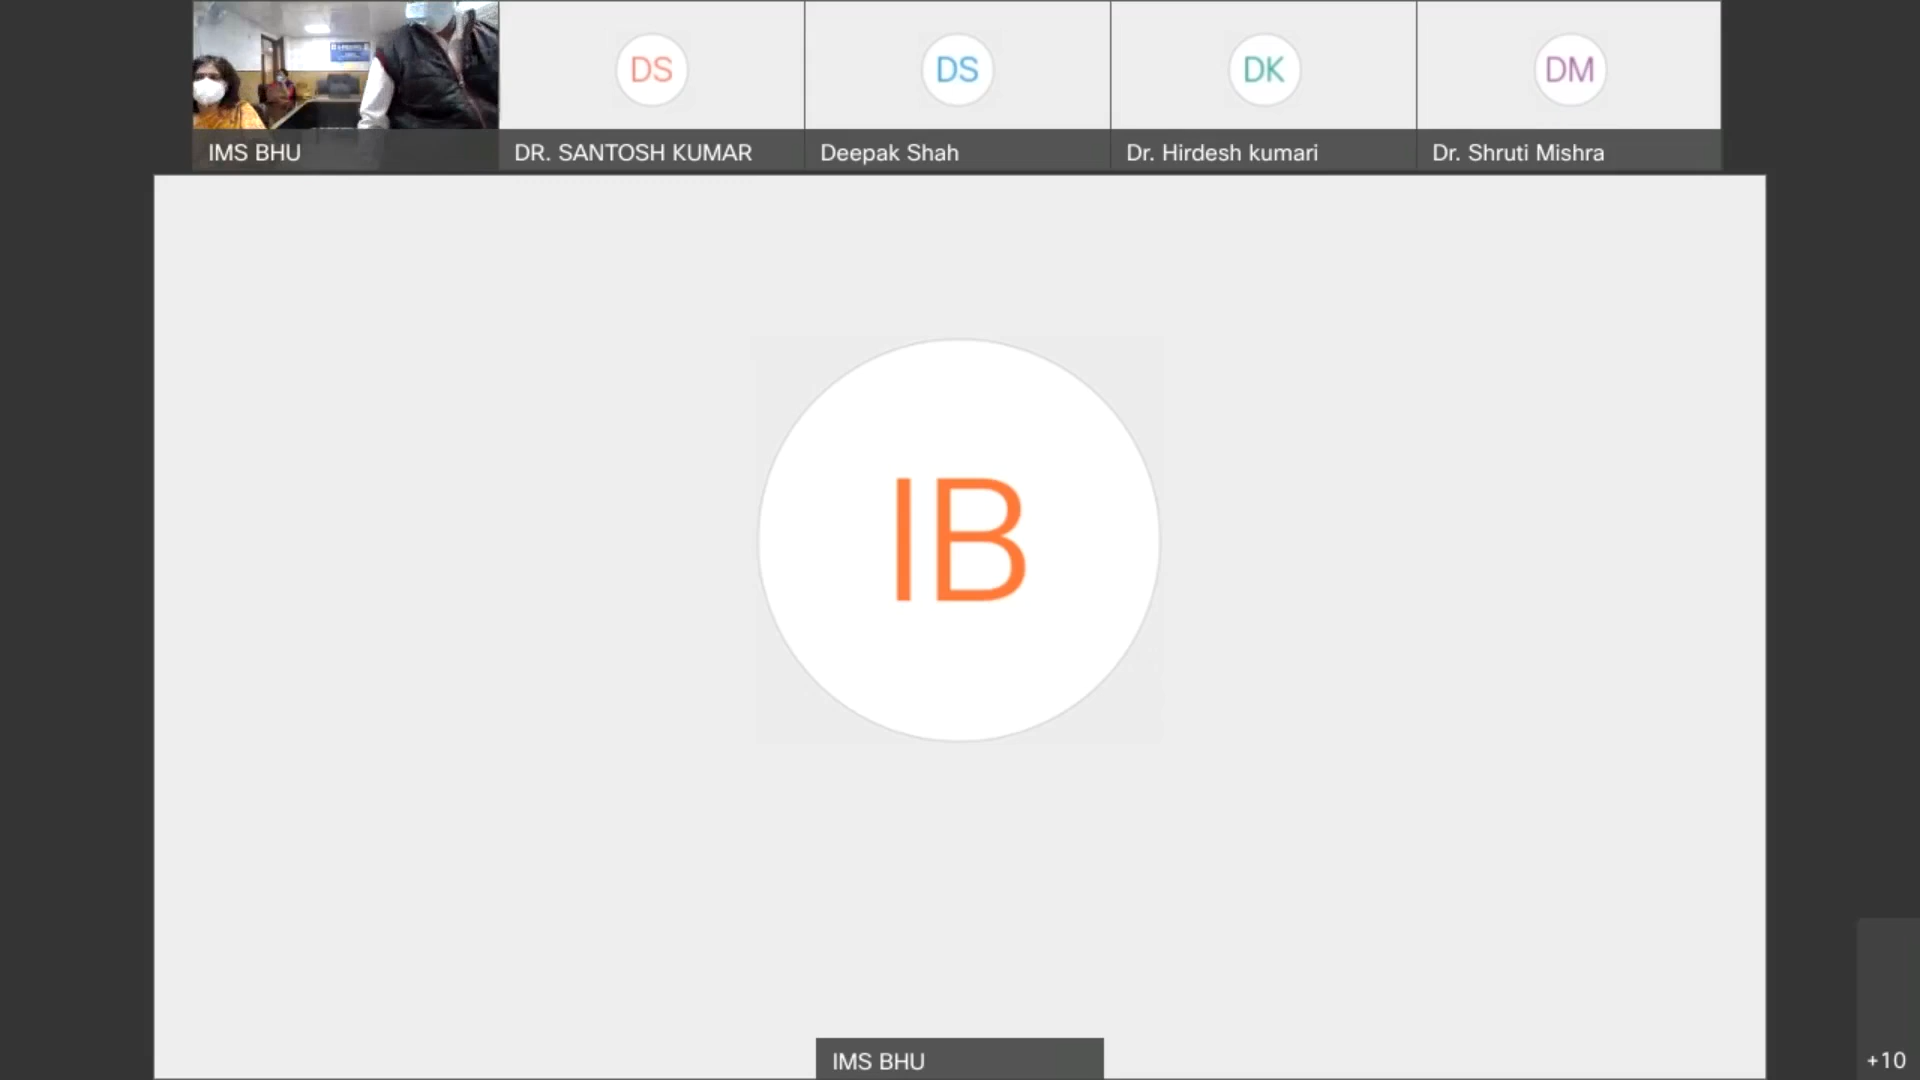 DS
DS
DK
DM
IMS BHU
DR. SANTOSH KUMAR
Deepak Shah
Dr. Hirdesh kumari
Dr. Shruti Mishra
IB
IMS BHU
+10